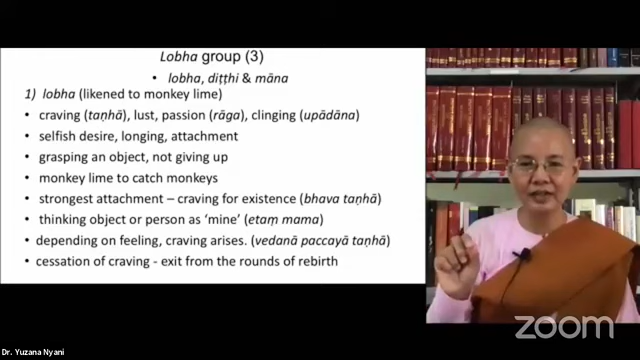 Lobha group (3)
• lobha, diṭṭhi & māna
1) lobha (likened to monkey lime)
• craving (taṇhā), lust, passion (rāga), clinging (upādāna)
• selfish desire, longing, attachment
• grasping an object, not giving up
• monkey lime to catch monkeys
• strongest attachment – craving for existence (bhava taṇhā)
• thinking object or person as ‘mine’ (etaṃ mama)
• depending on feeling, craving arises. (vedanā paccayā taṇhā)
• cessation of craving - exit from the rounds of rebirth
zoom
Dr. Yuzana Nyani